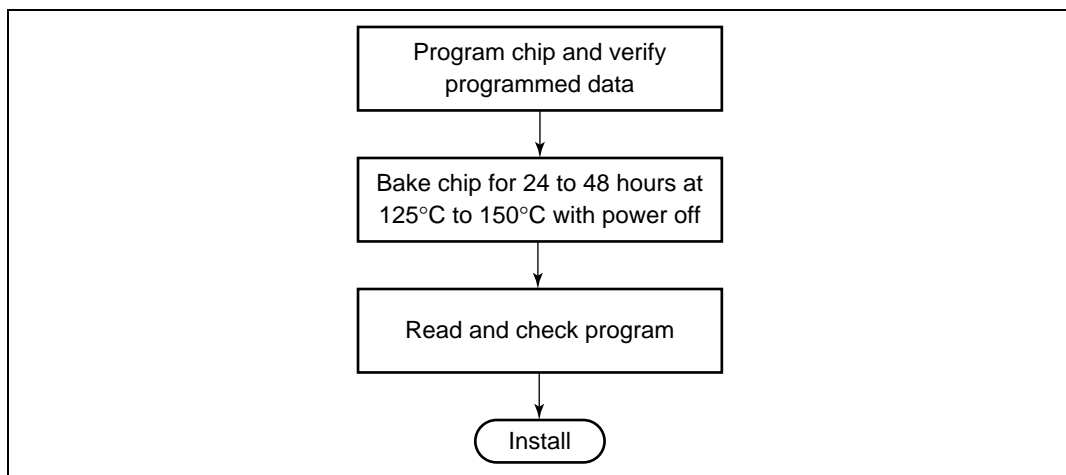 Program chip and verify
programmed data
Bake chip for 24 to 48 hours at
125°C to 150°C with power off
Read and check program
Install